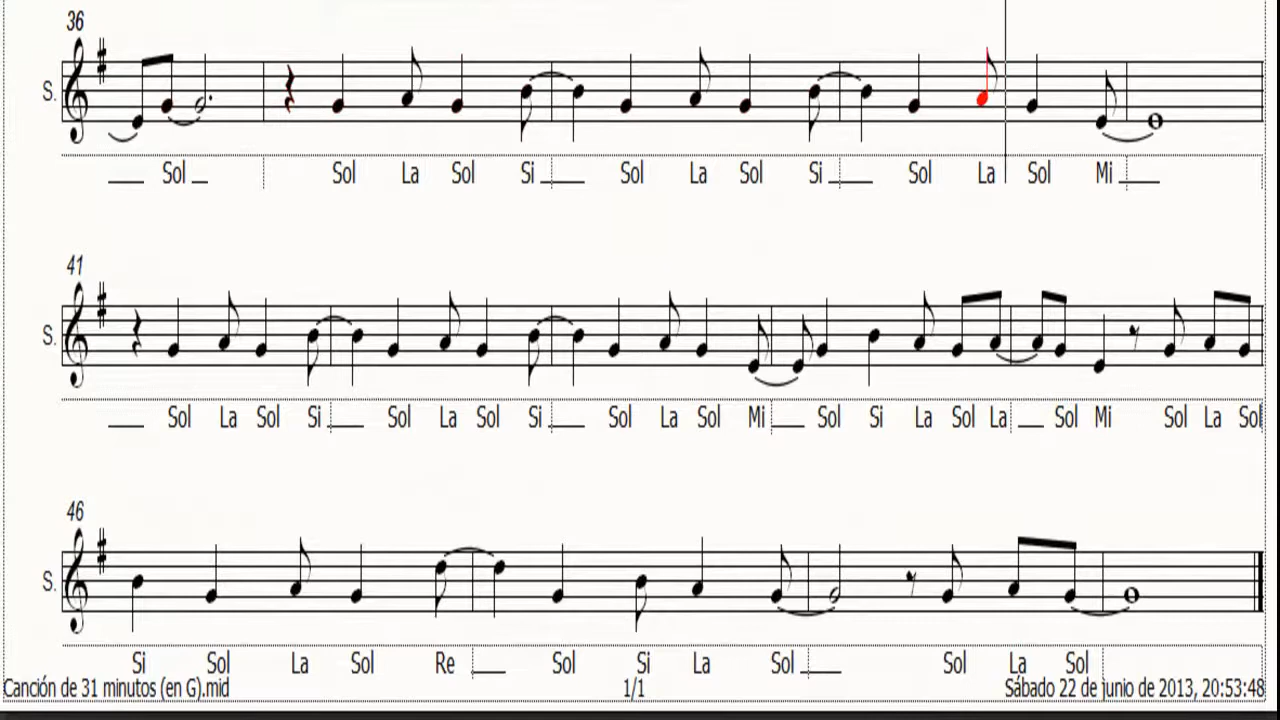 36
S.
Sol Sol La Sol Si Sol La Sol Si Sol La Sol Mi
41
S.
Sol La Sol Si Sol La Sol Si Sol La Sol Mi Sol Si La Sol La Sol Mi Sol La Sol
46
S.
Si Sol La Sol Re Sol Si La Sol Sol La Sol
Canción de 31 minutos (en G).mid 1/1 Sábado 22 de junio de 2013, 20:53:48